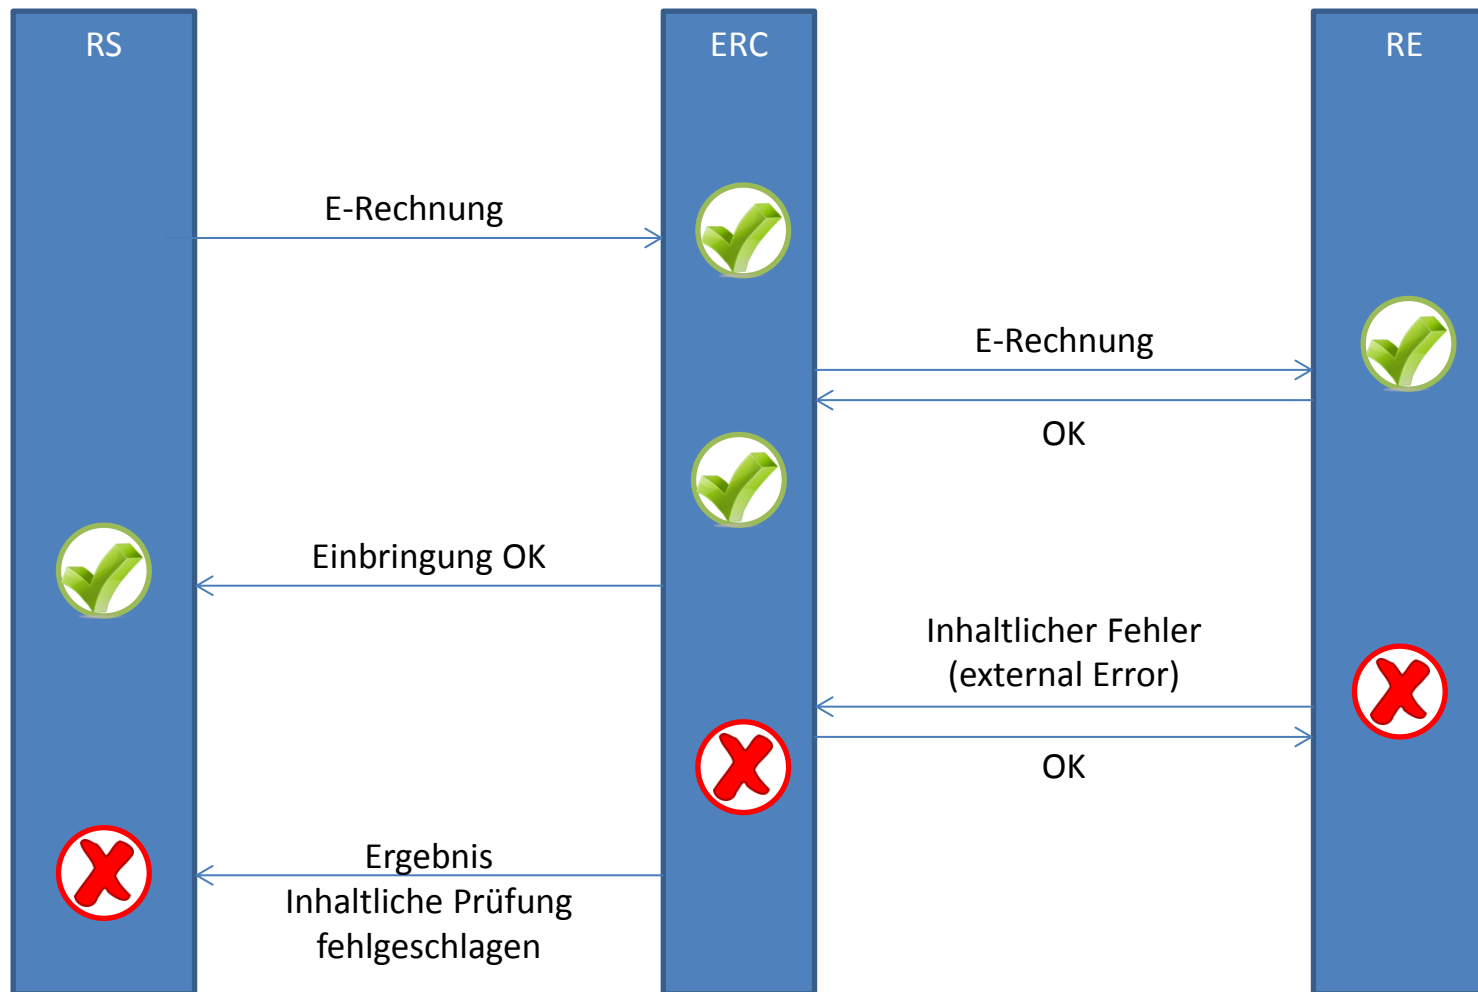 RS
ERC
RE
E-Rechnung
E-Rechnung
OK
Einbringung OK
Inhaltlicher Fehler
(external Error)
OK
Ergebnis
Inhaltliche Prüfung
fehlgeschlagen